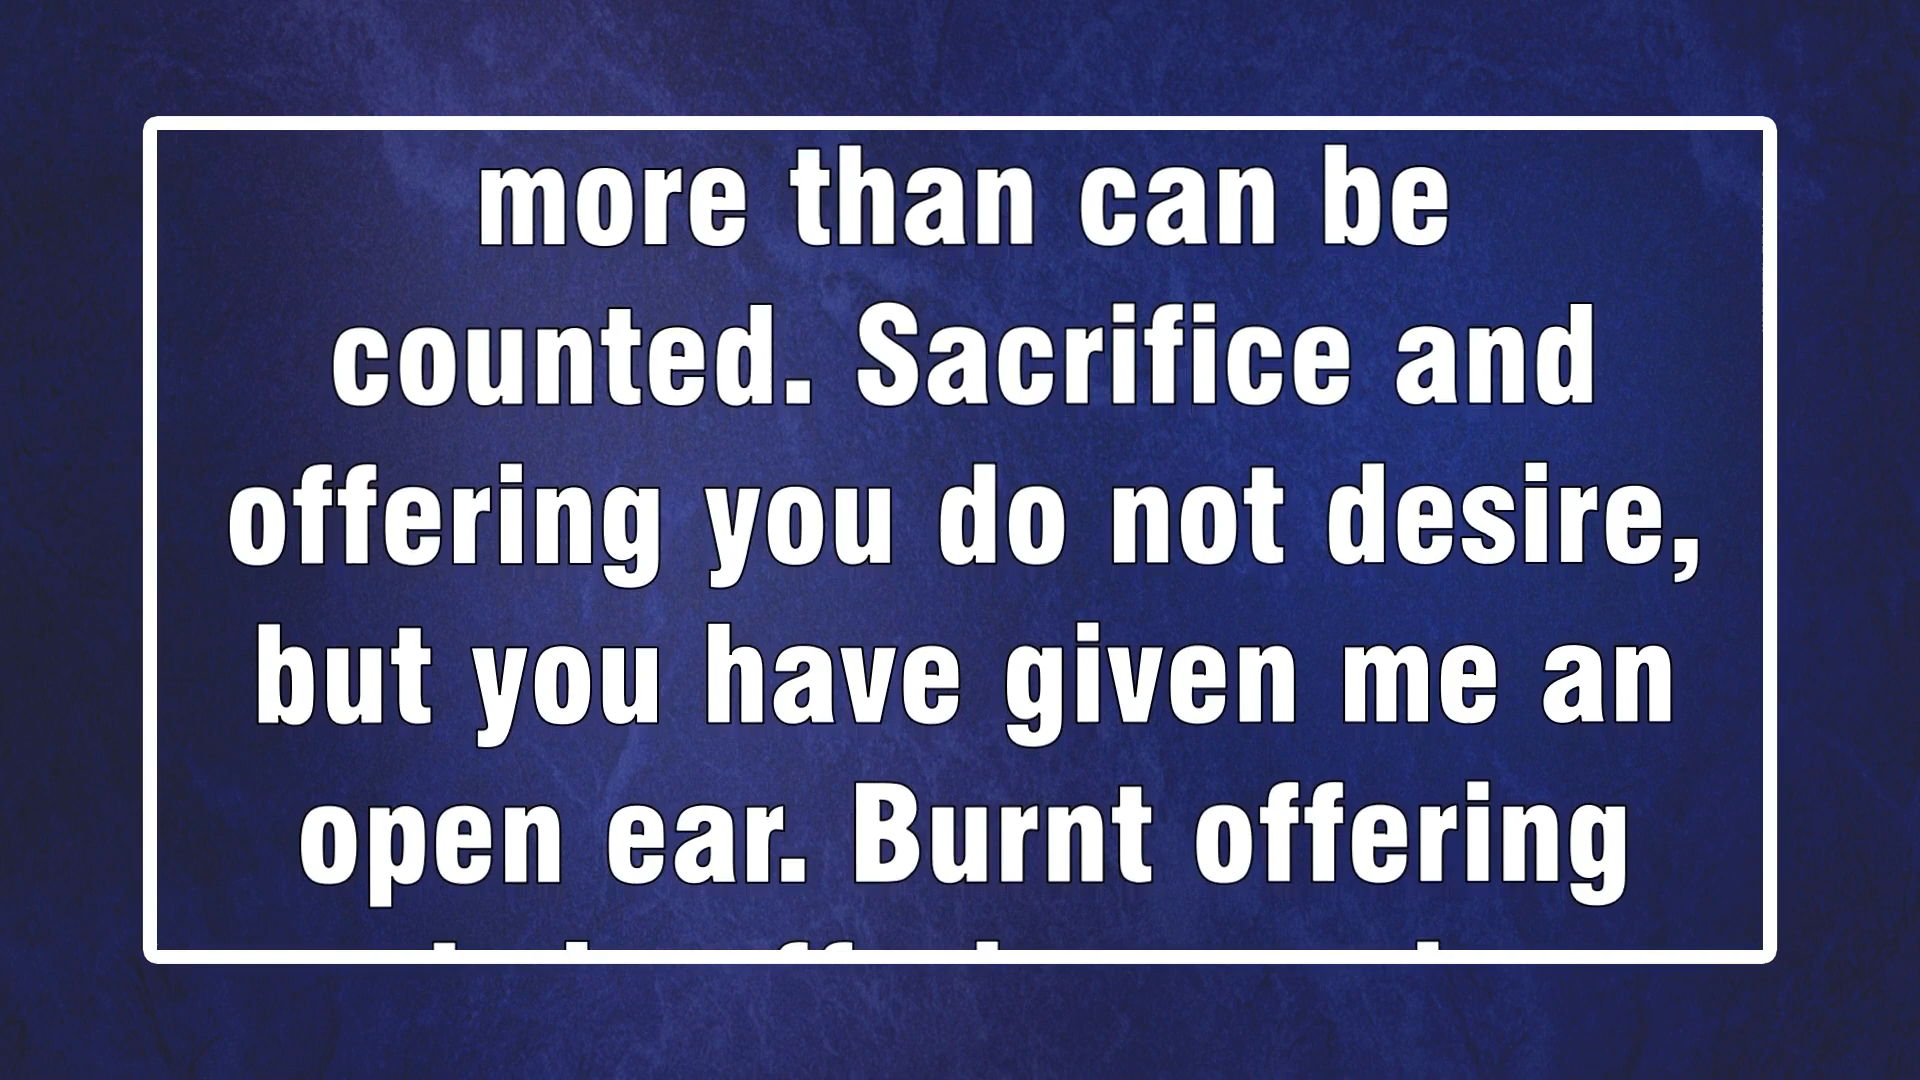 more than can be
counted. Sacrifice and
offering you do not desire,
but you have given me an
open ear. Burnt offering